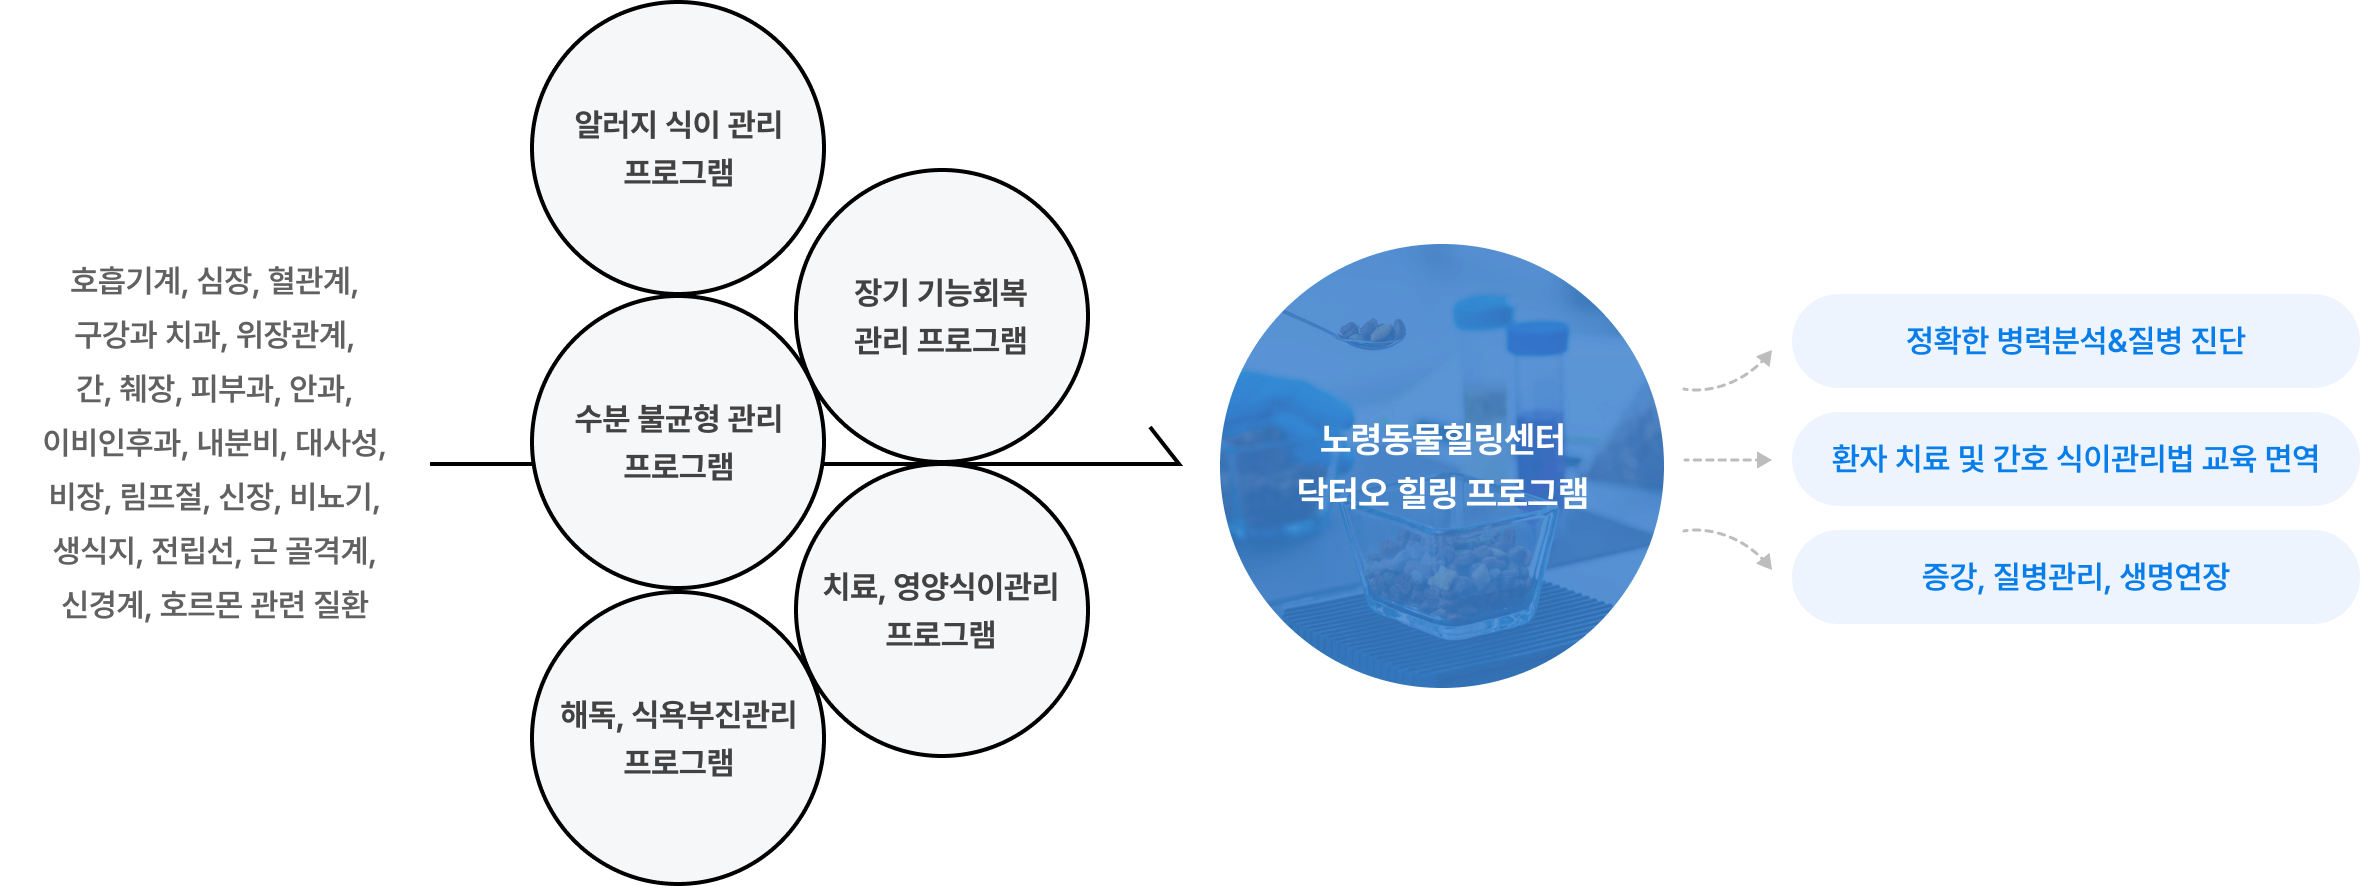 호흡기계, 심장, 혈관계,
구강과 치과, 위장관계,
간, 췌장, 피부과, 안과,
이비인후과, 내분비, 대사성,
비장, 림프절, 신장, 비뇨기,
생식지, 전립선, 근 골격계,
신경계, 호르몬 관련 질환
알러지 식이 관리
프로그램
수분 불균형 관리
프로그램
해독, 식욕부진관리
프로그램
장기 기능회복
관리 프로그램
치료, 영양식이관리
프로그램
노령동물힐링센터
닥터오 힐링 프로그램
정확한 병력분석&질병 진단
환자 치료 및 간호 식이관리법 교육 면역
증강, 질병관리, 생명연장